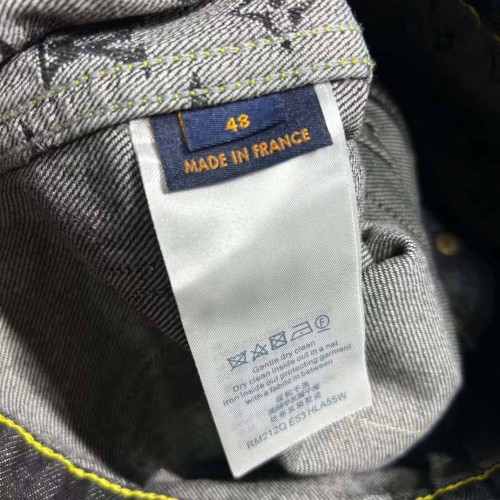 48
MADE IN FRANCE
Gentle dry clean
Dry clean inside out in a net
Iron inside out protecting garment
with a fabric in between
RM212Q E53 HLA55W